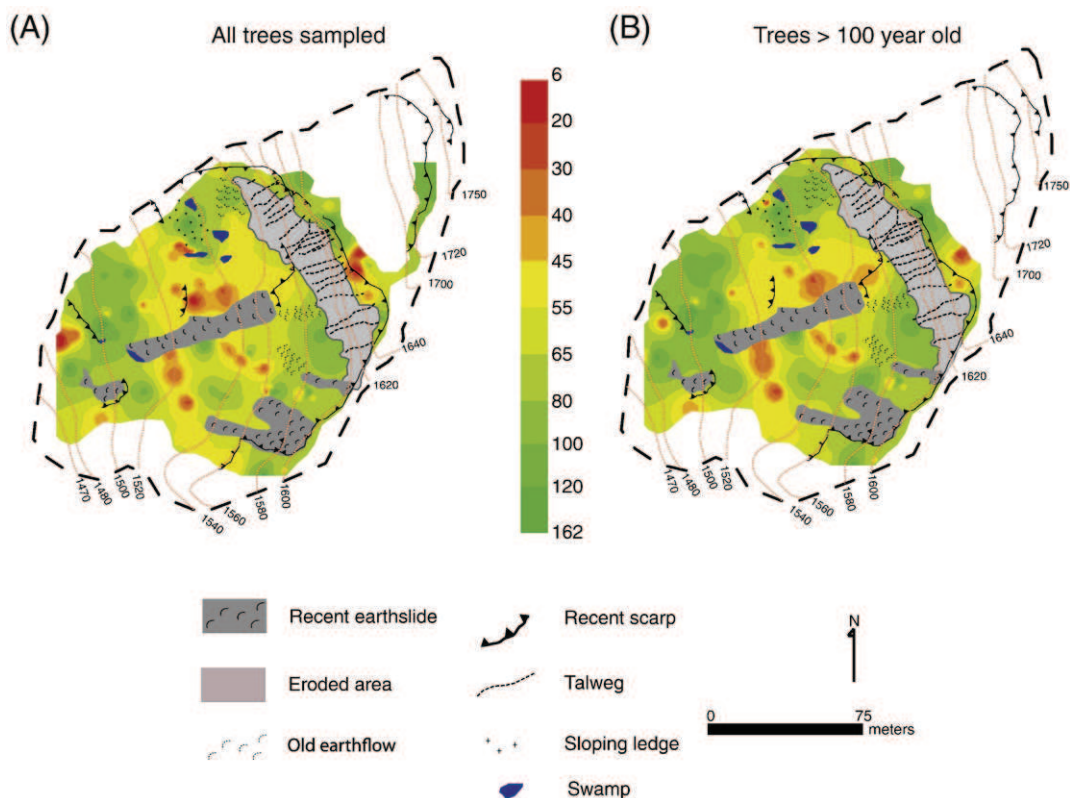 (A)
All trees sampled
(B)
Trees > 100 year old
6
20
30
40
45
55
65
80
100
120
162
1750
1720
1700
1640
1620
1600
1580
1560
1540
1520
1500
1480
1470
1750
1720
1700
1640
1620
1600
1580
1560
1540
1520
1500
1480
1470
Recent earthslide
Recent scarp
N
Eroded area
Talweg
0 75
meters
Old earthflow
Sloping ledge
Swamp